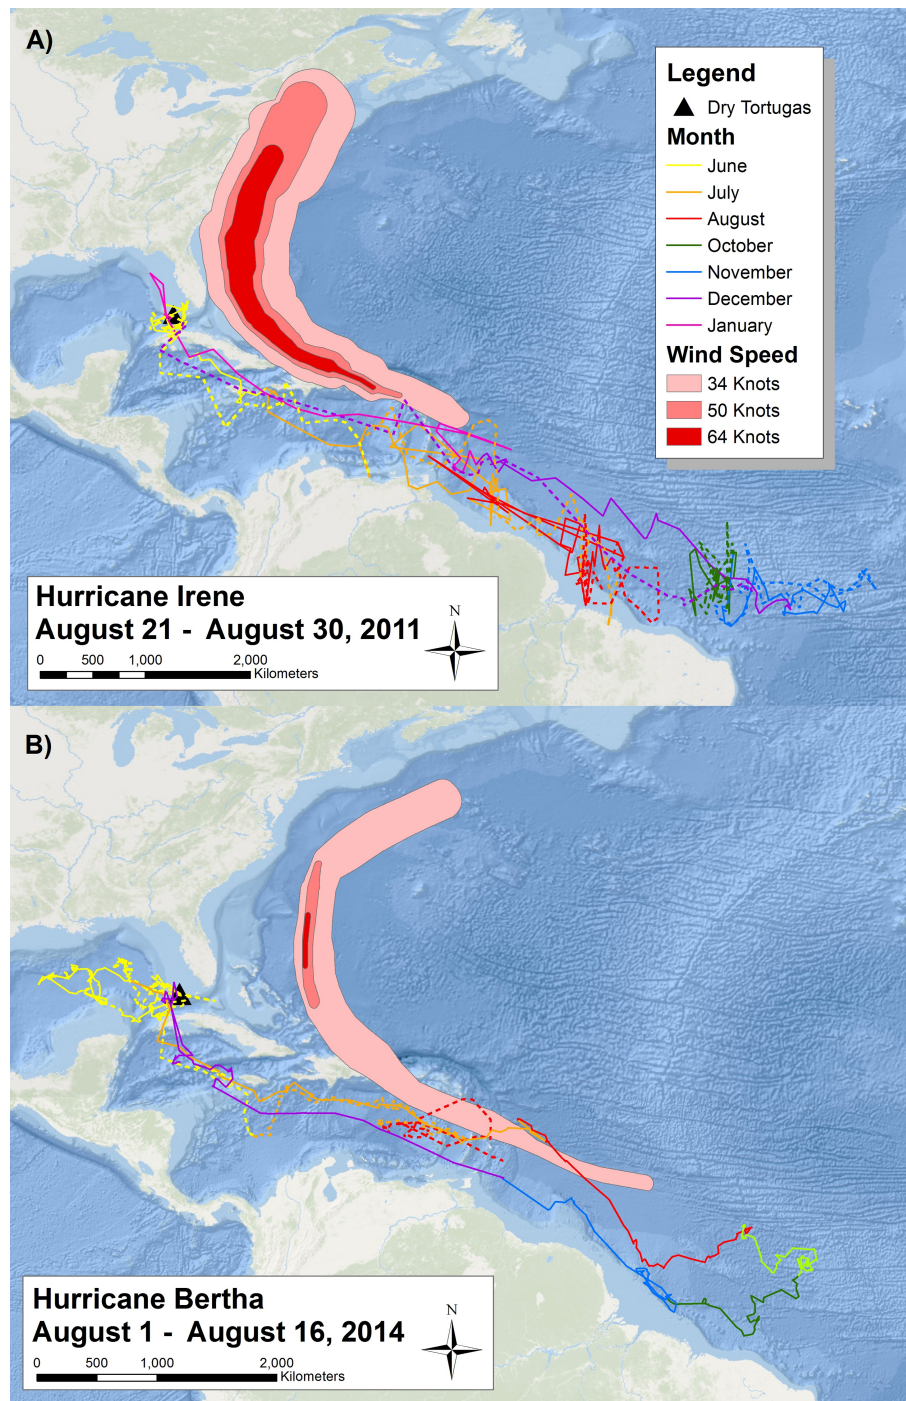 A)
Legend
Dry Tortugas
Month
June
July
August
October
November
December
January
Wind Speed
34 Knots
50 Knots
64 Knots
Hurricane Irene
August 21 - August 30, 2011
N
0 500 1,000 2,000
Kilometers
B)
Hurricane Bertha
August 1 - August 16, 2014
N
0 500 1,000 2,000
Kilometers